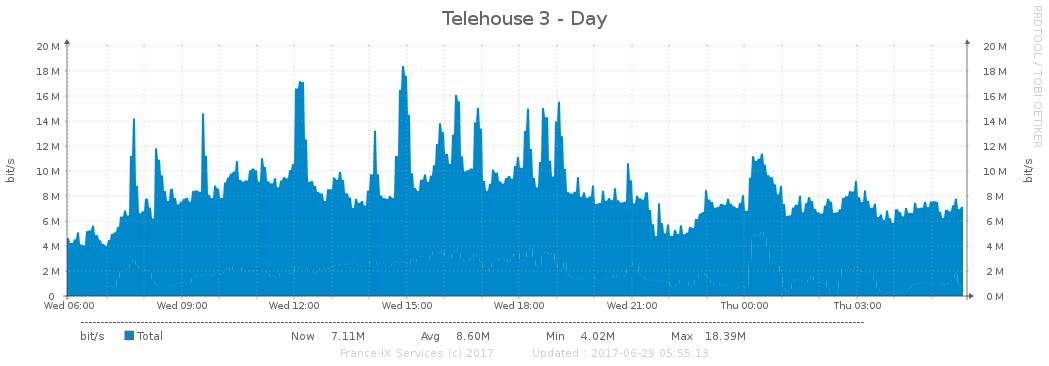 Telehouse 3 - Day
RRDTOOL / TOBI OETIKER
bit/s
20 M 20 M
18 M 18 M
16 M 16 M
14 M 14 M
12 M 12 M
10 M 10 M
8 M 8 M
6 M 6 M
4 M 4 M
2 M 2 M
0 0 M
bit/s
Wed 06:00 Wed 09:00 Wed 12:00 Wed 15:00 Wed 18:00 Wed 21:00 Thu 00:00 Thu 03:00
bit/s Total Now 7.11M Avg 8.60M Min 4.02M Max 18.39M
France-IX Services (c) 2017 Updated : 2017-06-29 05:55:13